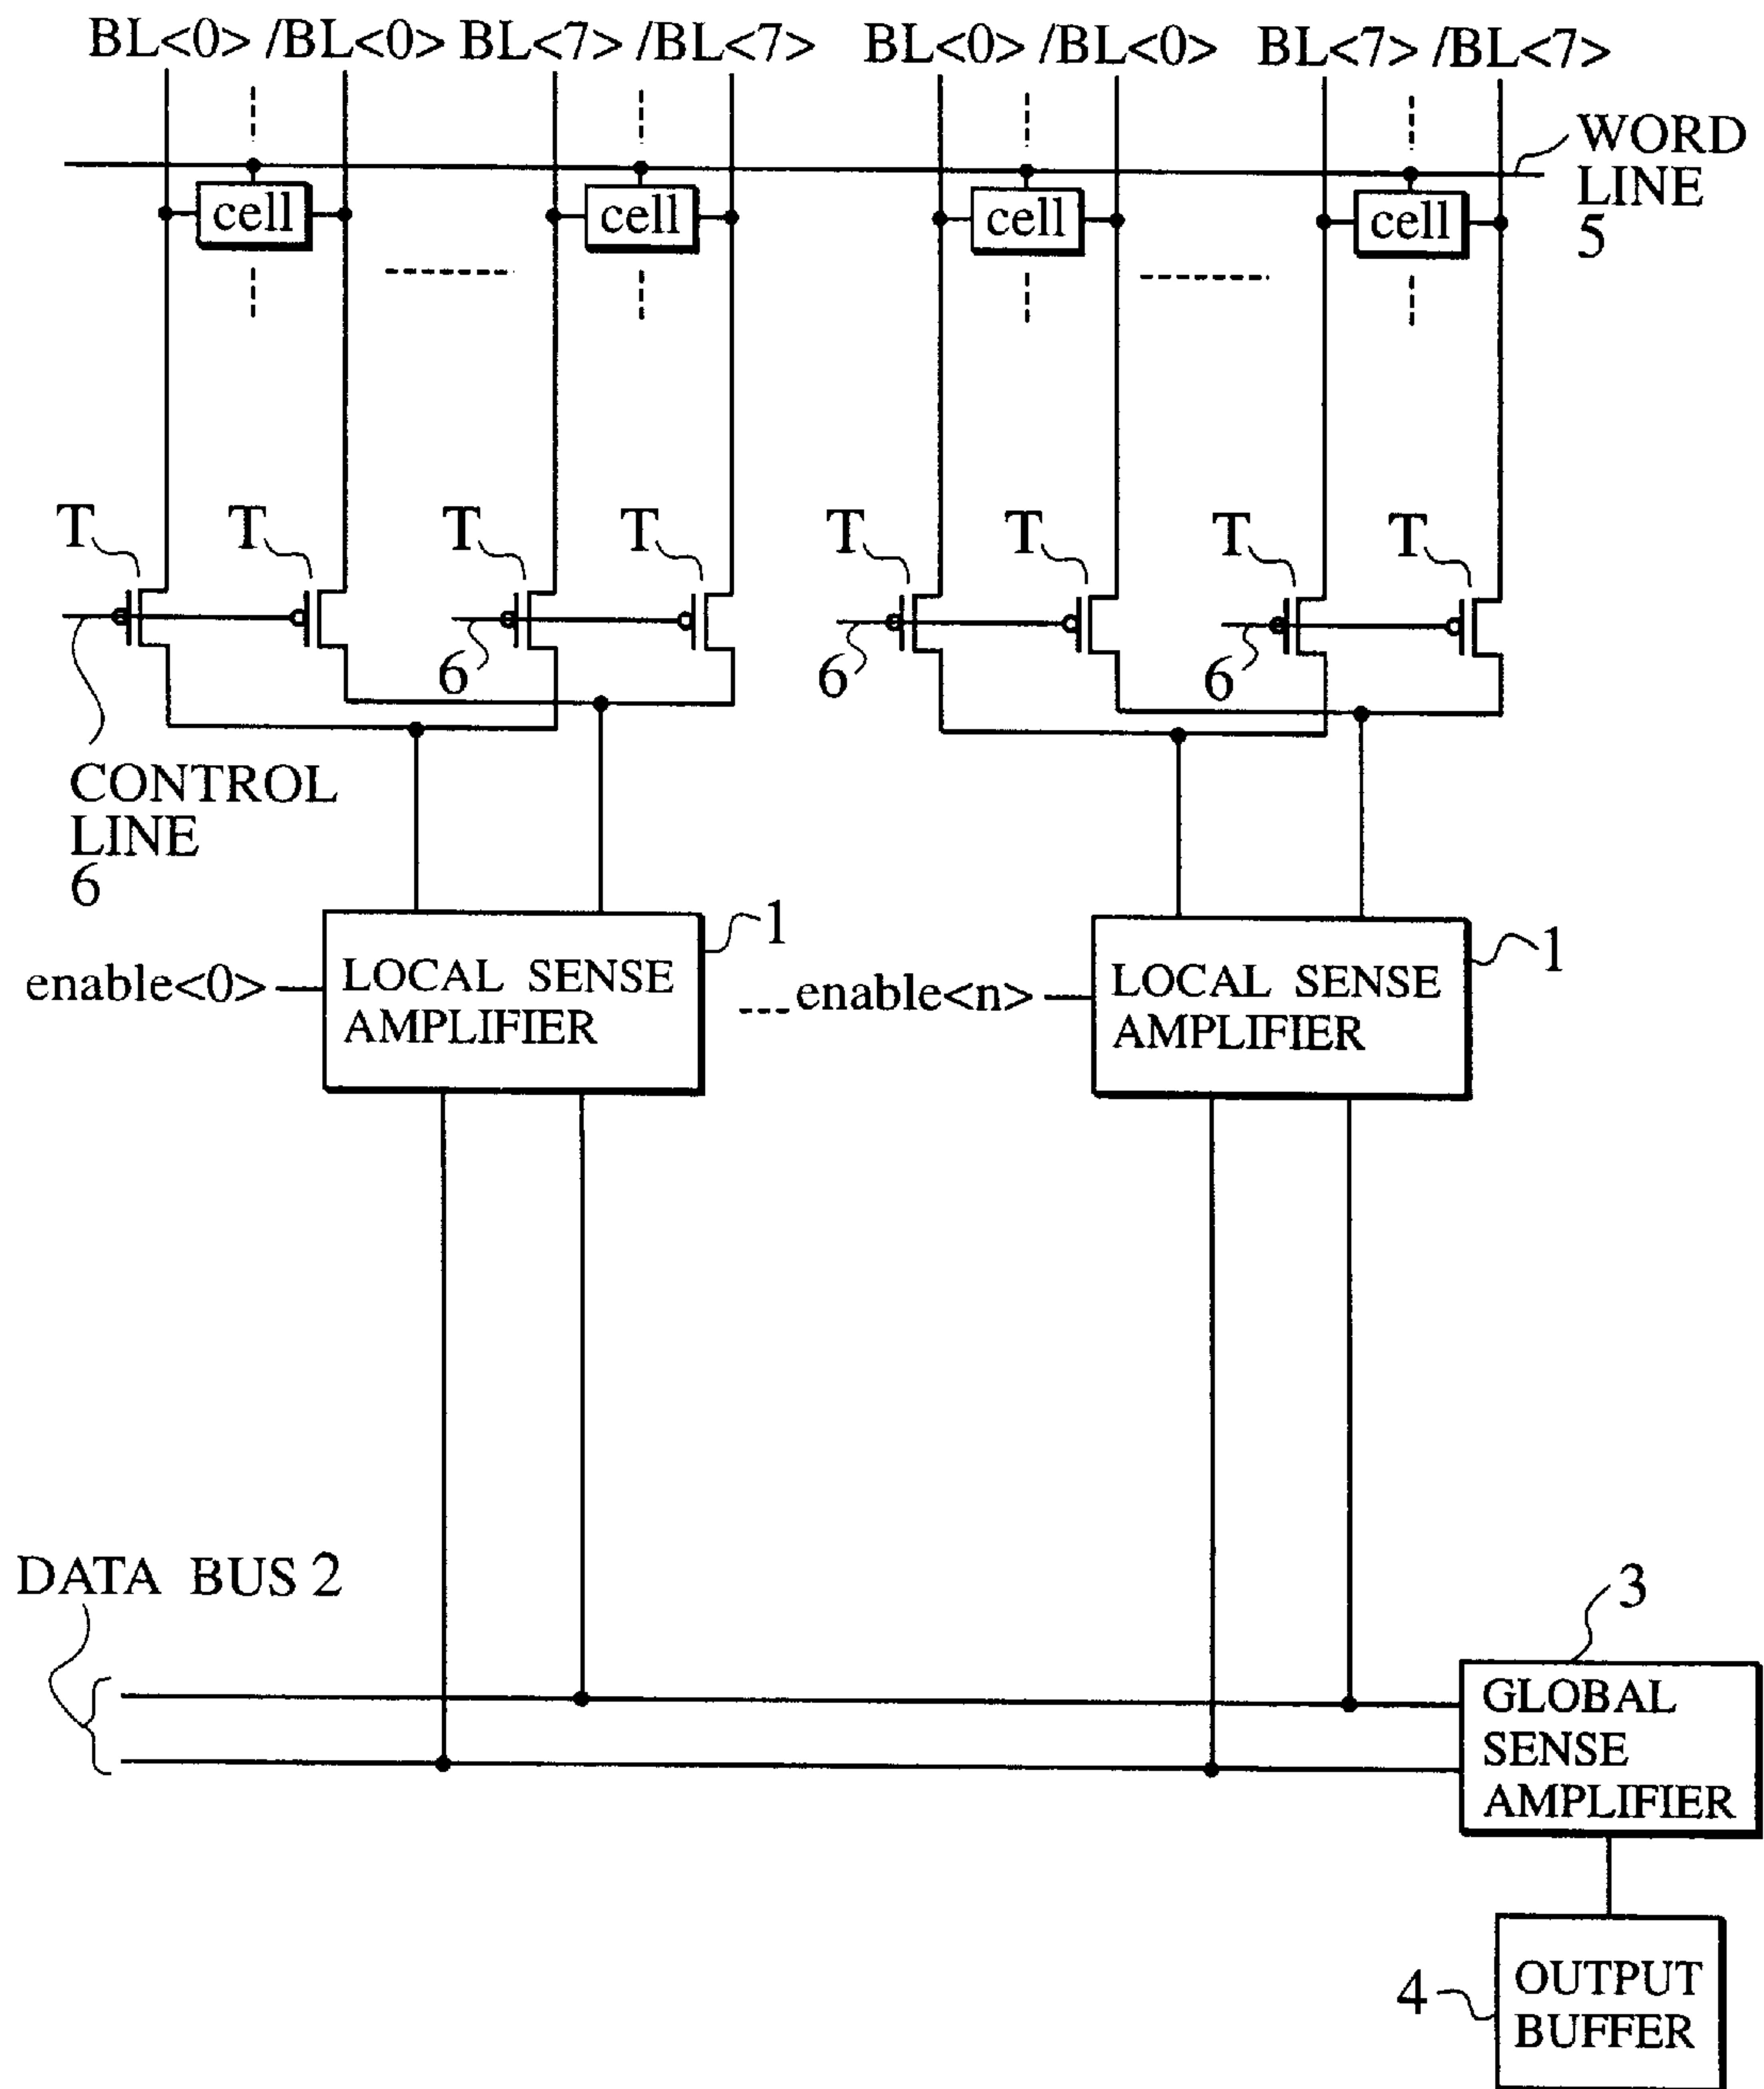 BL<0> /BL<0> BL<7> /BL<7> BL<0> /BL<0> BL<7> /BL<7>
WORD
LINE
5
cell cell cell cell
T T T T T T T T
6 6 6
CONTROL
LINE
6
1 1
enable<0> LOCAL SENSE
AMPLIFIER
enable<n> LOCAL SENSE
AMPLIFIER
DATA BUS 2
3
GLOBAL
SENSE
AMPLIFIER
4
OUTPUT
BUFFER